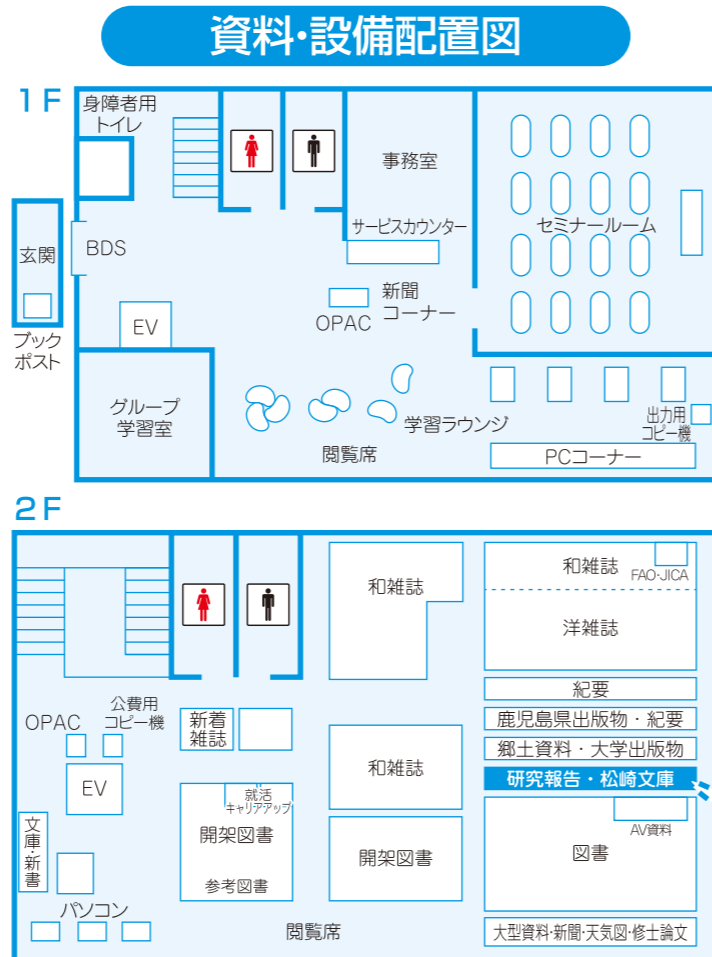 資料・設備配置図
1F
身障者用
トイレ
事務室
サービスカウンター
セミナールーム
玄関
BDS
新聞
コーナー
OPAC
ブック
ポスト
EV
グループ
学習室
学習ラウンジ
出力用
コピー機
閲覧席
PCコーナー
2F
和雑誌
和雑誌
FAO・JICA
洋雑誌
紀要
公費用
コピー機
OPAC
新着
雑誌
鹿児島県出版物・紀要
郷土資料・大学出版物
研究報告・松崎文庫
和雑誌
EV
就活
キャリアアップ
開架図書
参考図書
開架図書
AV資料
図書
文庫・新書
パソコン
閲覧席
大型資料・新聞・天気図・修士論文